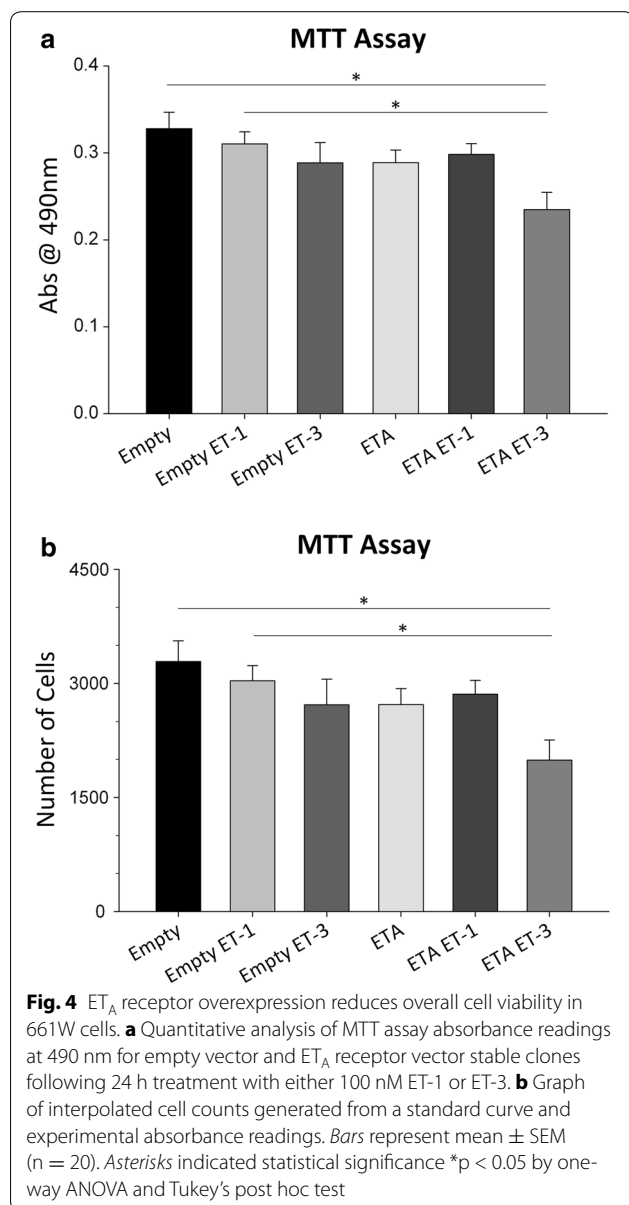 a
MTT Assay
0.4
0.3
0.2
0.1
0.0
Abs @ 490nm
*
*
Empty
Empty ET-1
Empty ET-3
ETA
ETA ET-1
ETA ET-3
b
MTT Assay
4500
3000
1500
0
Number of Cells
*
*
Empty
Empty ET-1
Empty ET-3
ETA
ETA ET-1
ETA ET-3
Fig. 4 ETA receptor overexpression reduces overall cell viability in
661W cells. a Quantitative analysis of MTT assay absorbance readings
at 490 nm for empty vector and ETA receptor vector stable clones
following 24 h treatment with either 100 nM ET-1 or ET-3. b Graph
of interpolated cell counts generated from a standard curve and
experimental absorbance readings. Bars represent mean ± SEM
(n = 20). Asterisks indicated statistical significance *p < 0.05 by one-
way ANOVA and Tukey's post hoc test